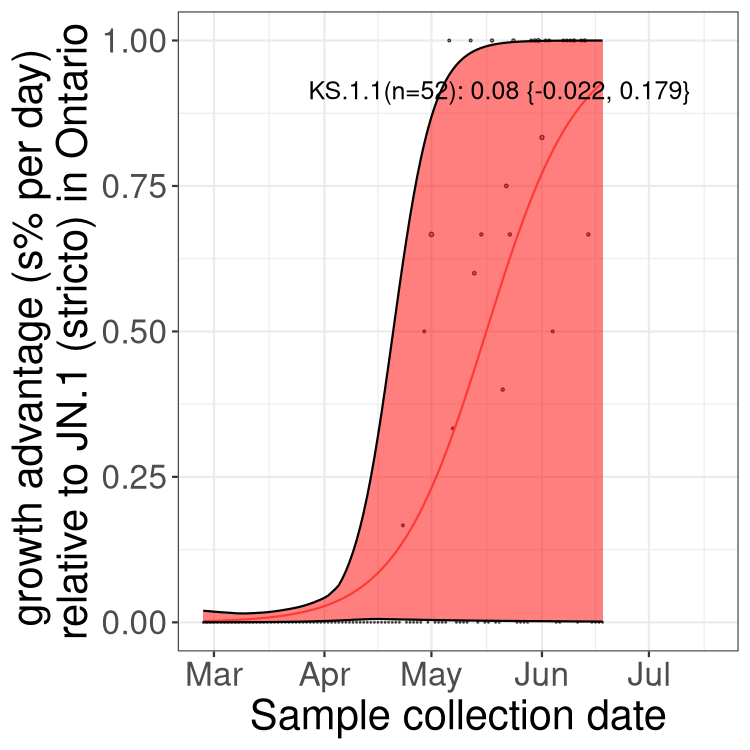 growth advantage (s% per day)
relative to JN.1 (stricto) in Ontario
1.00
0.75
0.50
0.25
0.00
KS.1.1(n=52): 0.08 {-0.022, 0.179}
Mar Apr May Jun Jul
Sample collection date